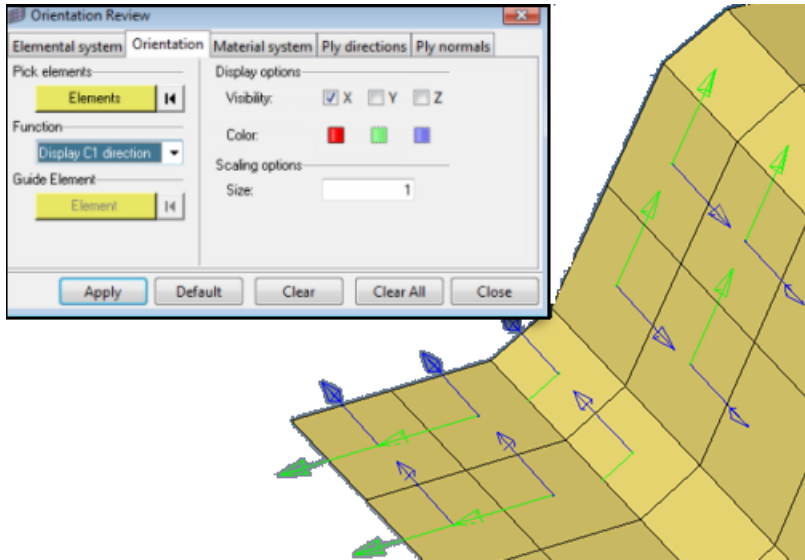 Orientation Review
Elemental system Orientation Material system Ply directions Ply normals
Pick elements
Elements
Function
Display C1 direction
Guide Element
Element
Display options
Visibility: X Y Z
Color:
Scaling options
Size: 1
Apply Default Clear Clear All Close